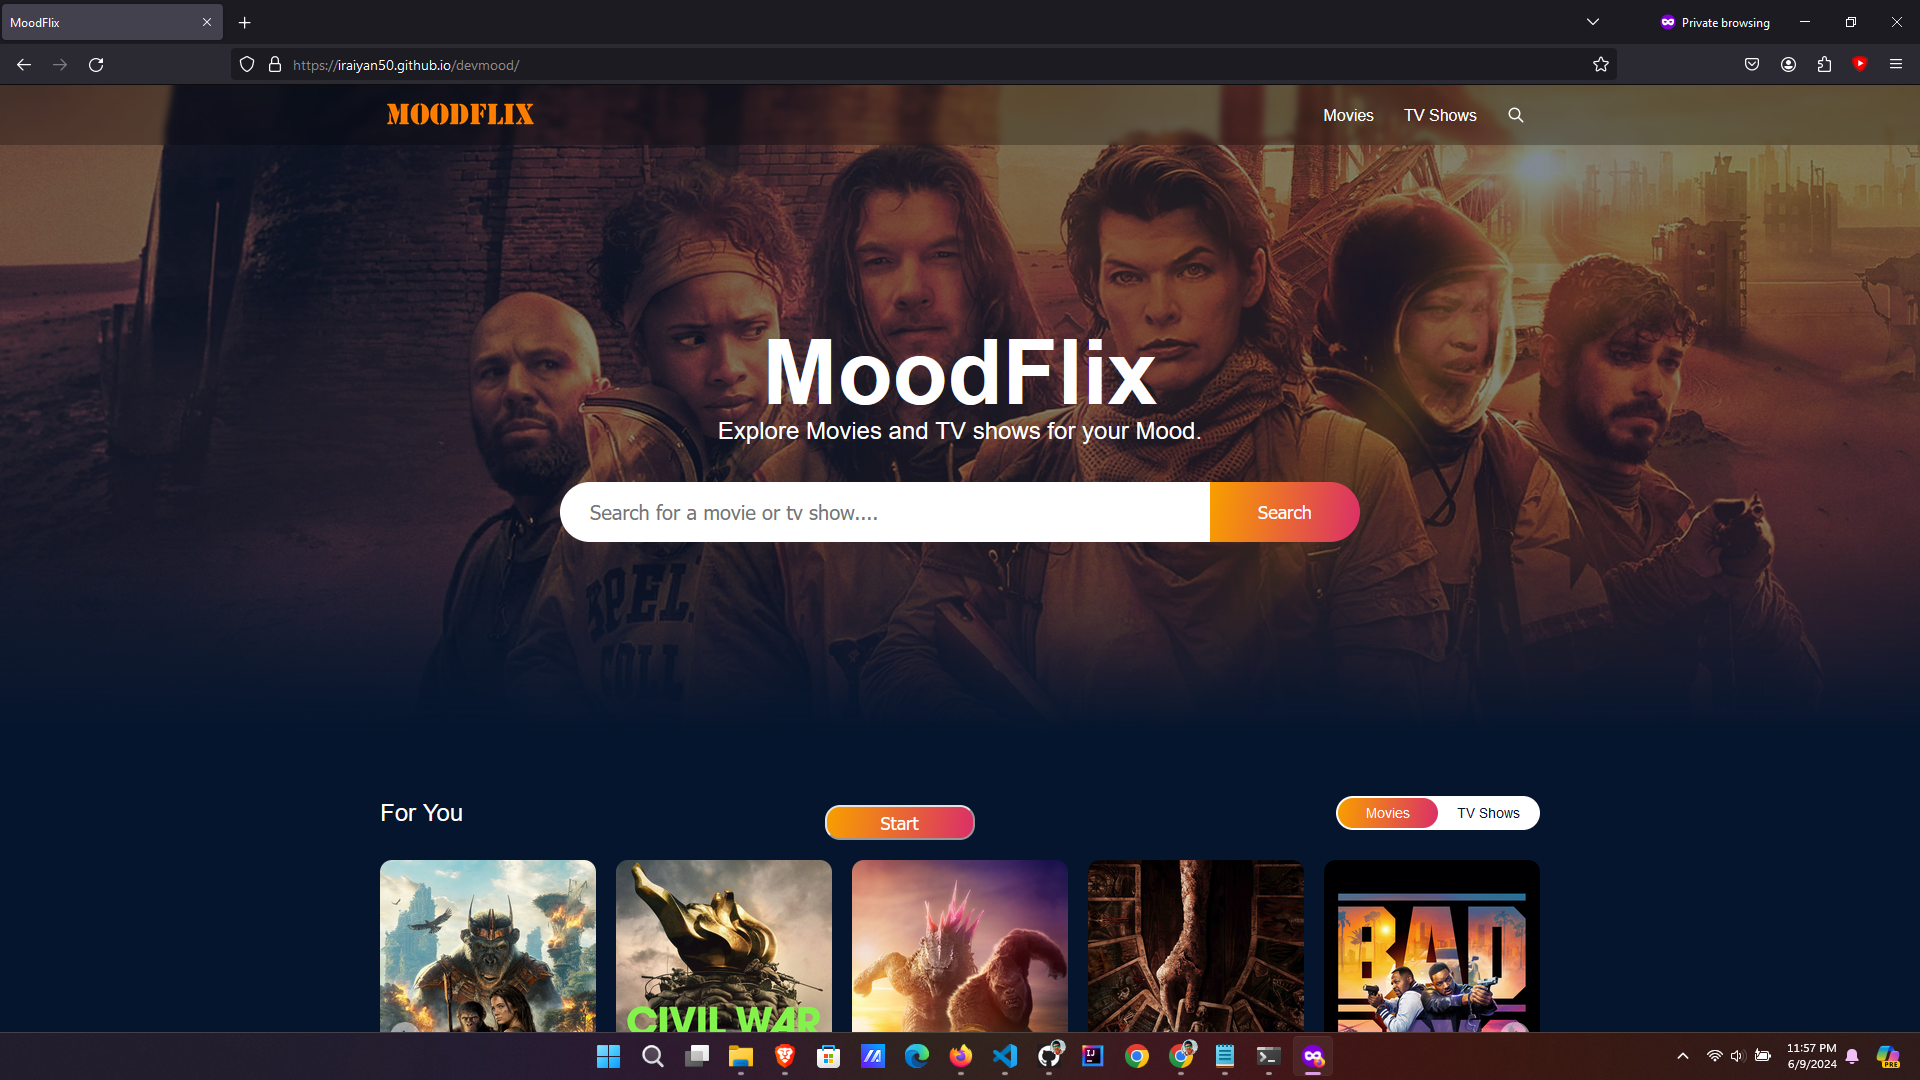 MoodFlix
Private browsing
https://iraiyan50.github.io/devmood/
MOODFLIX
Movies
TV Shows
MoodFlix
Explore Movies and TV shows for your Mood.
Search for a movie or tv show....
Search
For You
Start
Movies
TV Shows
CIVIL WAR
BAD
11:57 PM
6/9/2024
PRE